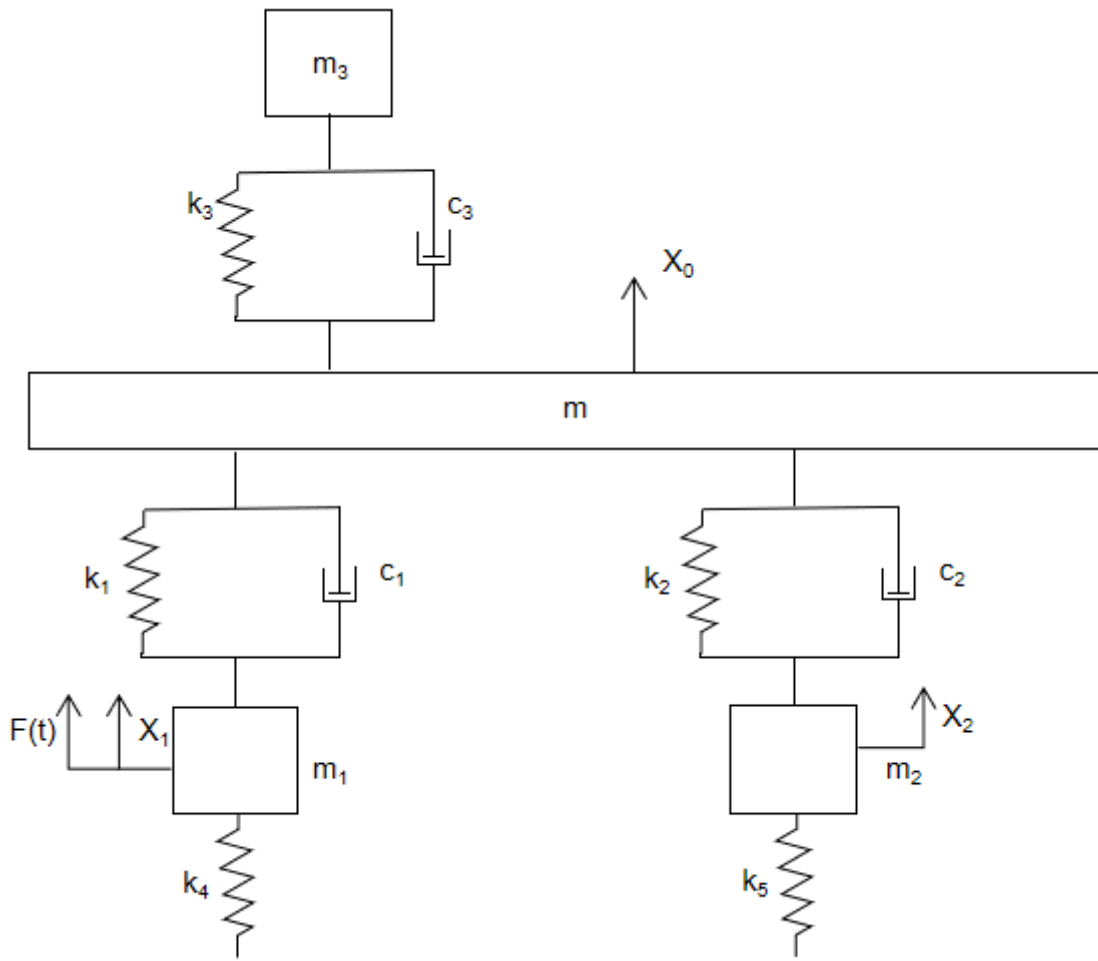 m₃
k₃
c₃
X₀
m
k₁
c₁
k₂
c₂
F(t)
X₁
m₁
X₂
m₂
k₄
k₅